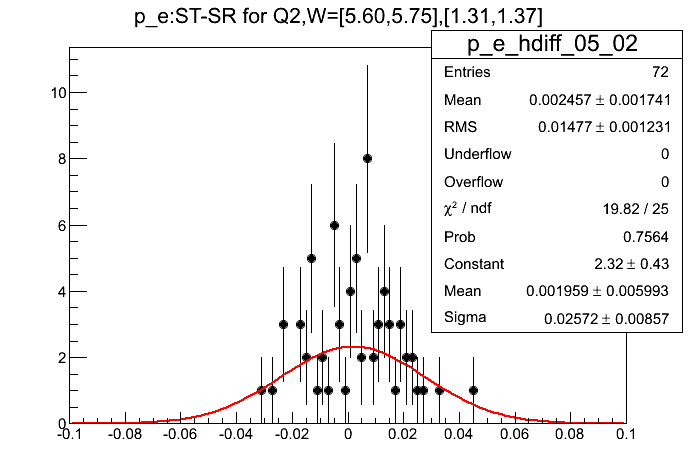 p_e:ST-SR for Q2,W=[5.60,5.75],[1.31,1.37]
p_e_hdiff_05_02
Entries 72
Mean 0.002457 ± 0.001741
RMS 0.01477 ± 0.001231
Underflow 0
Overflow 0
χ² / ndf 19.82 / 25
Prob 0.7564
Constant 2.32 ± 0.43
Mean 0.001959 ± 0.005993
Sigma 0.02572 ± 0.00857
10
8
6
4
2
0
-0.1 -0.08 -0.06 -0.04 -0.02 0 0.02 0.04 0.06 0.08 0.1